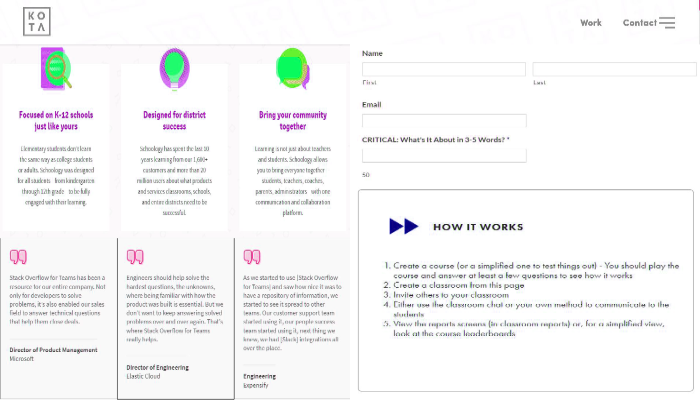 KO
TA
Work
Contact
Focused on K-12 schools
just like yours
Elementary students don't learn
the same way as college students
or adults. Schoology was designed
for all students from kindergarten
through 12th grade to be fully
engaged with their learning.
Designed for district
success
Schoology has spent the last 10
years learning from our 1,600+
customers and more than 20
million users about what products
and services classrooms, schools,
and entire districts need to be
successful.
Bring your community
together
Learning is not just about teachers
and students. Schoology allows
you to bring everyone together
students, teachers, coaches,
parents, administrators with one
communication and collaboration
platform.
Stack Overflow for Teams has been a
resource for our entire company. Not
only for developers to solve
problems, it's also enabled our sales
field to answer technical questions
that help them close deals.
Director of Product Management
Microsoft
Engineers should help solve the
hardest questions, the unknowns,
where being familiar with how the
product was built is essential. But we
don't want to keep answering solved
problems over and over again. That's
where Stack Overflow for Teams
really helps.
Director of Engineering
Elastic Cloud
As we started to use [Stack Overflow
for Teams] and saw how nice it was to
have a repository of information, we
started to see it spread to other
teams. Our customer support team
started using it, our people success
team started using it, next thing we
knew, we had [Slack] integrations all
over the place.
Engineering
Expensify
Name
First
Last
Email
CRITICAL: What's It About in 3-5 Words? *
50
HOW IT WORKS
1. Create a course (or a simplified one to test things out) - You should play the
course and answer at least a few questions to see how it works
2. Create a classroom from this page
3. Invite others to your classroom
4. Either use the classroom chat or your own method to communicate to the
students
5. View the reports screens (in classroom reports) or, for a simplified view,
look at the course leaderboards